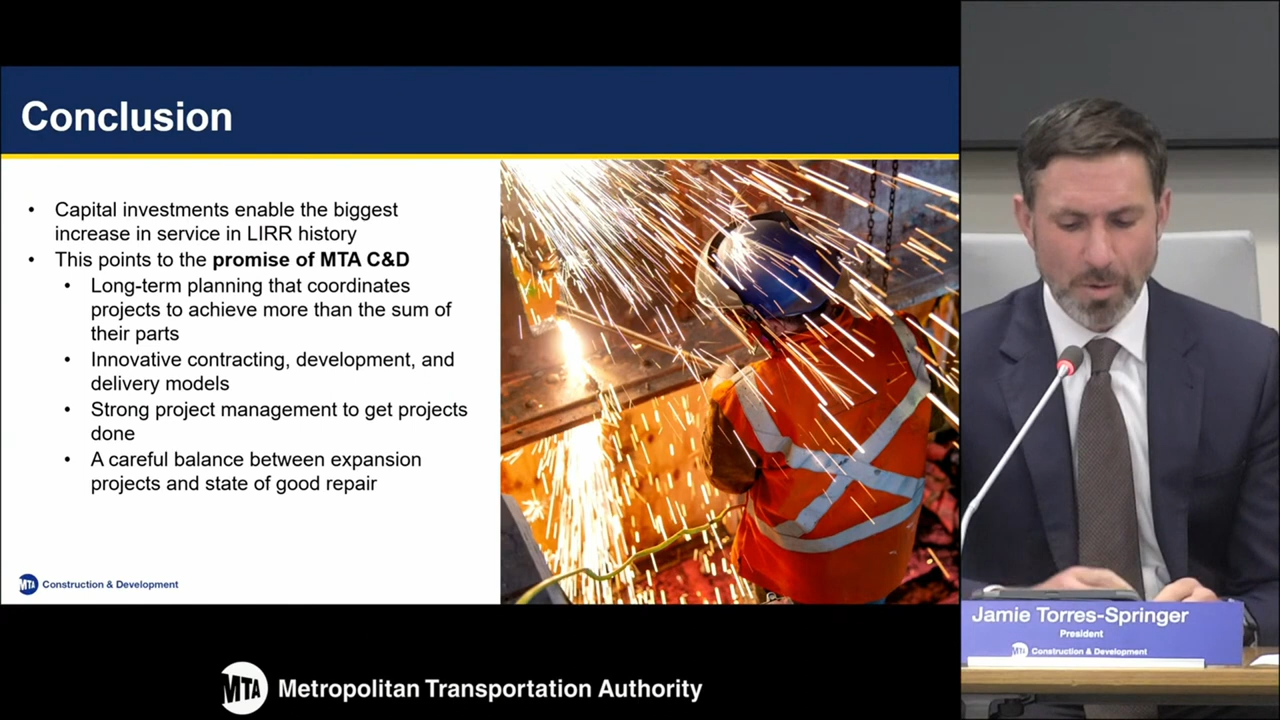 Conclusion
• Capital investments enable the biggest
increase in service in LIRR history
• This points to the promise of MTA C&D
• Long-term planning that coordinates
projects to achieve more than the sum of
their parts
• Innovative contracting, development, and
delivery models
• Strong project management to get projects
done
• A careful balance between expansion
projects and state of good repair
MTA Construction & Development
MTA Metropolitan Transportation Authority
Jamie Torres-Springer
President
MTA Construction & Development